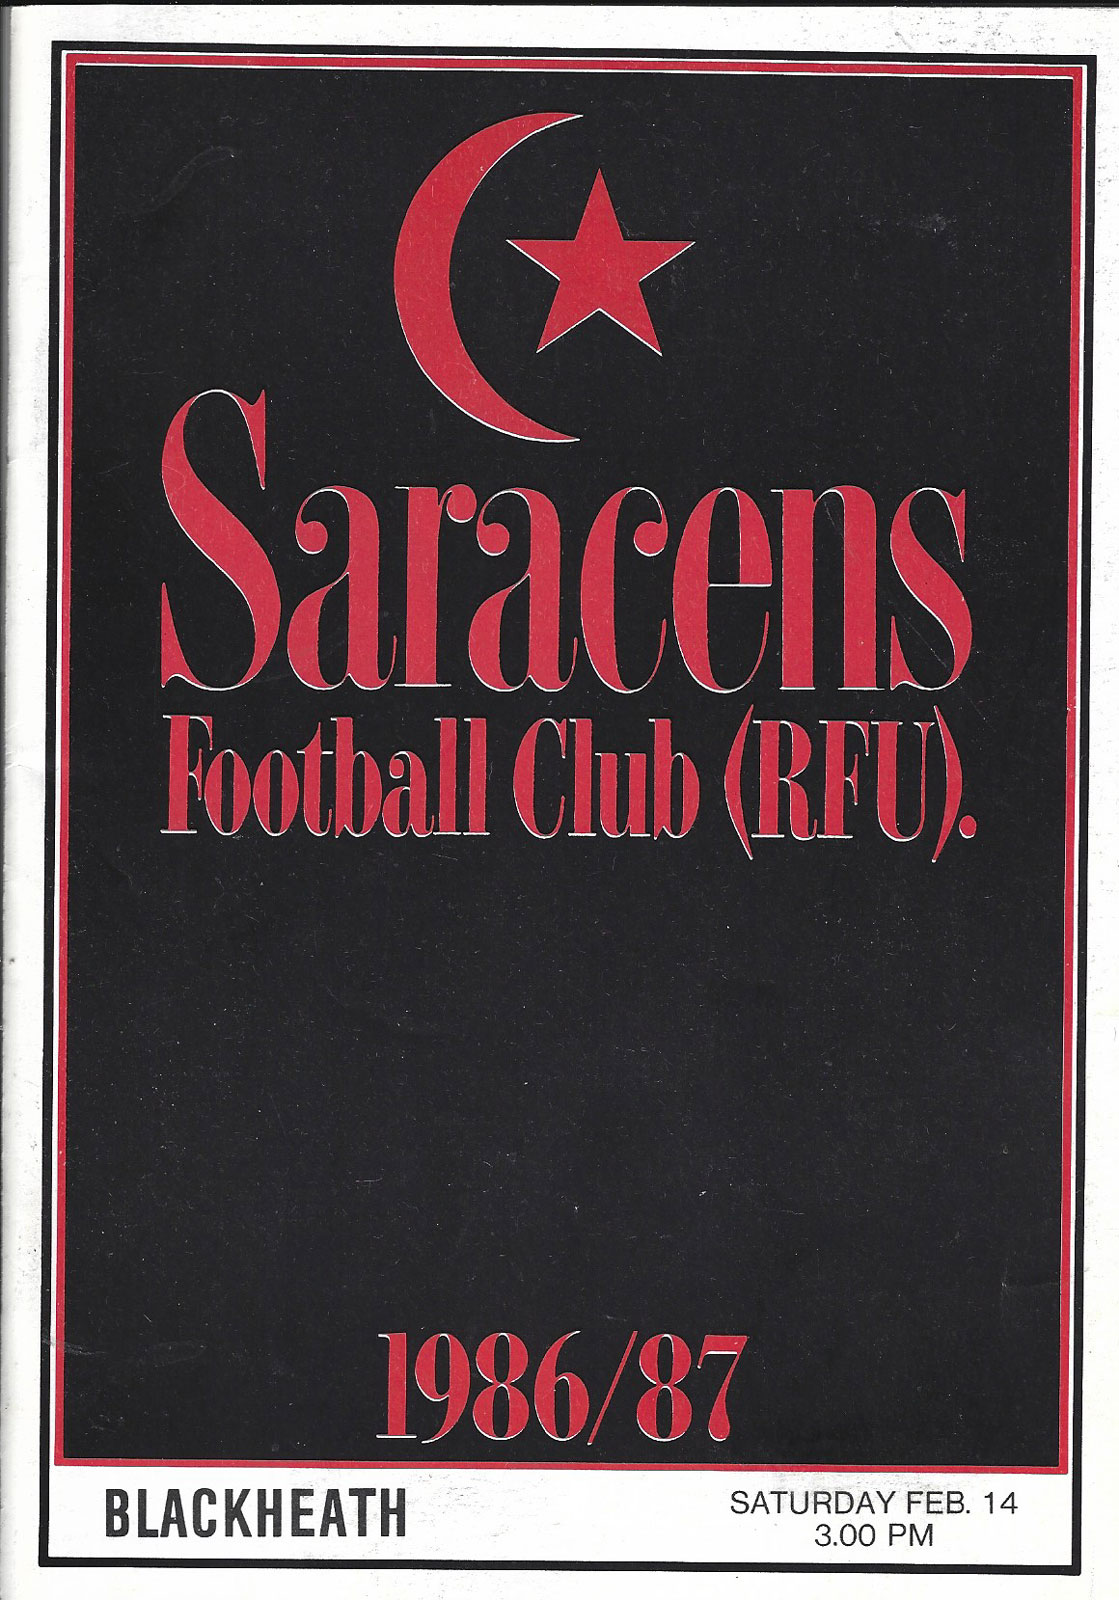 Saracens
Football Club (RFU).
1986/87
BLACKHEATH
SATURDAY FEB. 14
3.00 PM